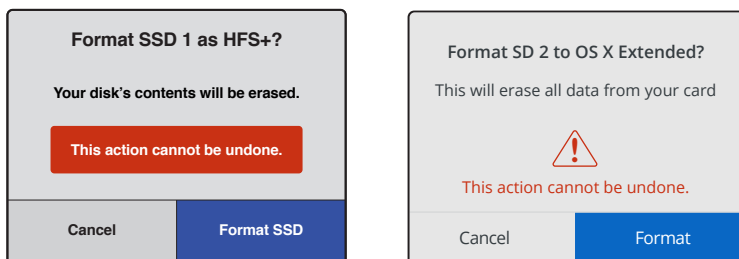 Format SSD 1 as HFS+?
Your disk's contents will be erased.
This action cannot be undone.
Cancel
Format SSD
Format SD 2 to OS X Extended?
This will erase all data from your card
This action cannot be undone.
Cancel
Format